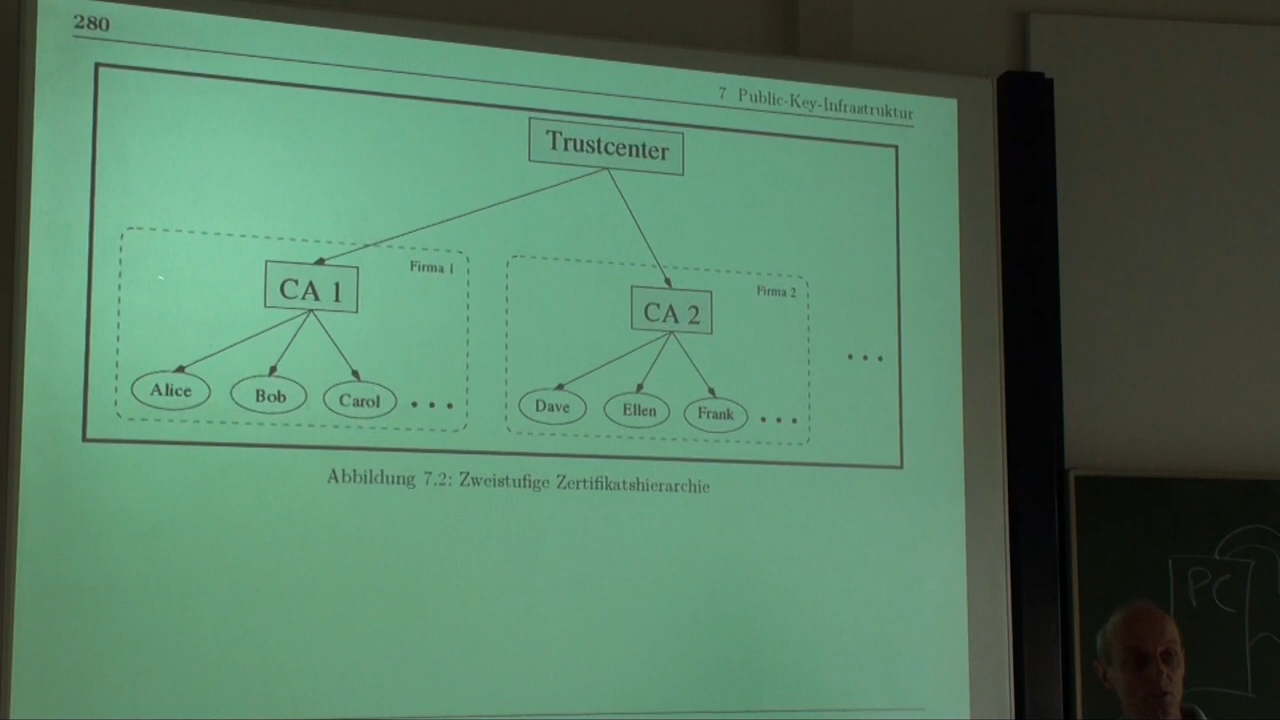 280
7 Public-Key-Infrastruktur
Trustcenter
Firma 1
CA 1
Firma 2
CA 2
Alice
Bob
Carol
Dave
Ellen
Frank
Abbildung 7.2: Zweistufige Zertifikatshierarchie
PC